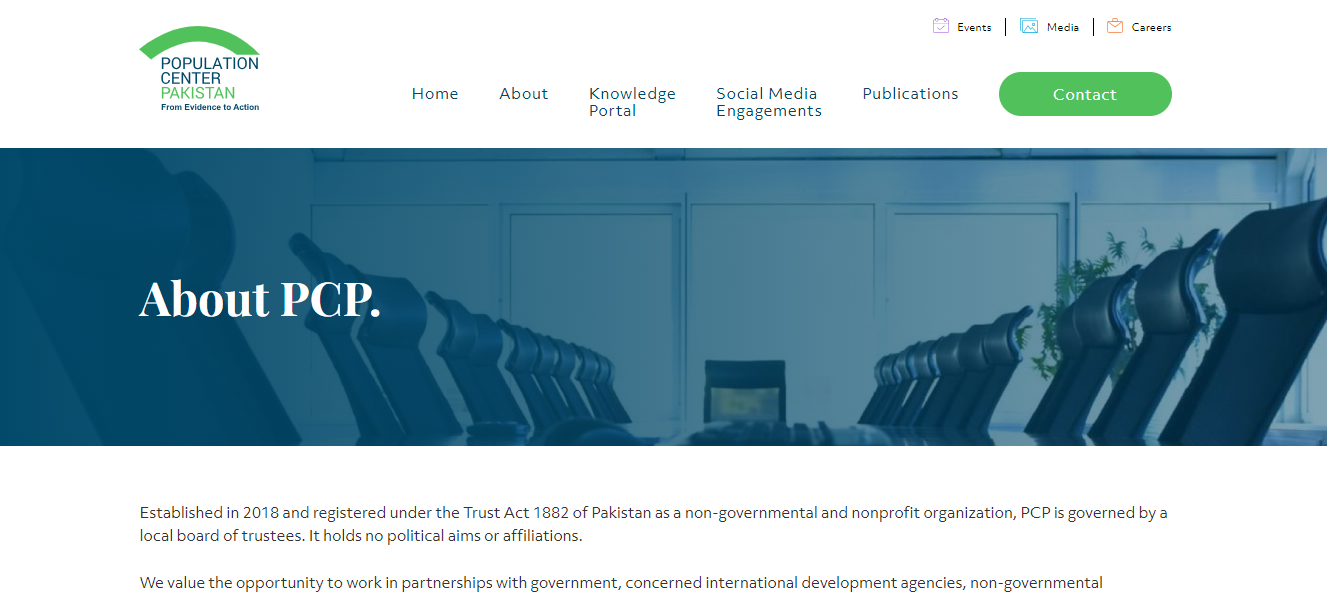 Events
Media
Careers
POPULATION
CENTER
PAKISTAN
From Evidence to Action
Home
About
Knowledge
Portal
Social Media
Engagements
Publications
Contact
About PCP.
Established in 2018 and registered under the Trust Act 1882 of Pakistan as a non-governmental and nonprofit organization, PCP is governed by a
local board of trustees. It holds no political aims or affiliations.
We value the opportunity to work in partnerships with government, concerned international development agencies, non-governmental